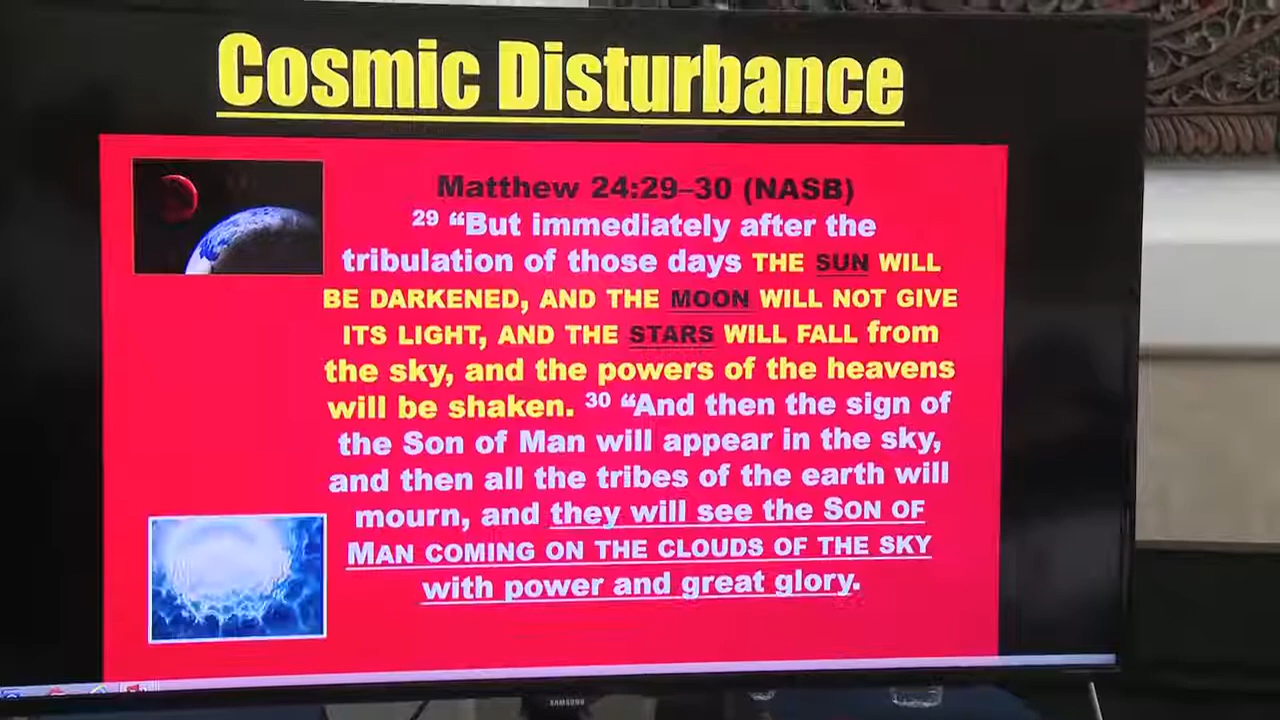 Cosmic Disturbance
Matthew 24:29–30 (NASB)
29 “But immediately after the
tribulation of those days THE SUN WILL
BE DARKENED, AND THE MOON WILL NOT GIVE
ITS LIGHT, AND THE STARS WILL FALL from
the sky, and the powers of the heavens
will be shaken. 30 “And then the sign of
the Son of Man will appear in the sky,
and then all the tribes of the earth will
mourn, and they will see the SON OF
MAN COMING ON THE CLOUDS OF THE SKY
with power and great glory.
SAMSUNG